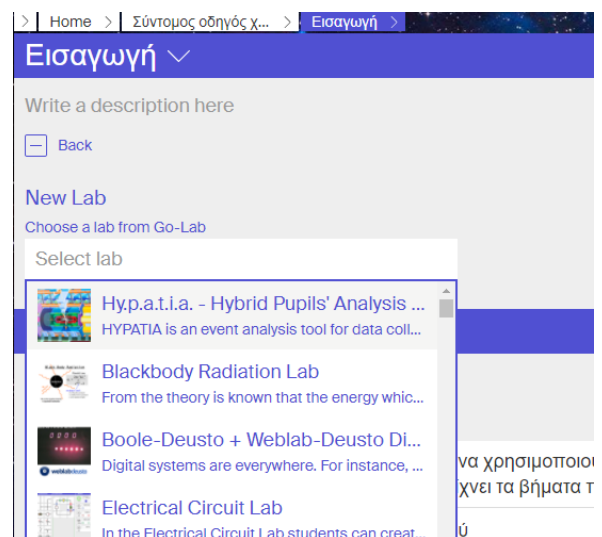 > Home > Σύντομος οδηγός χ... > Εισαγωγή >
Εισαγωγή
Write a description here
Back
New Lab
Choose a lab from Go-Lab
Select lab
Hy.p.a.t.i.a. - Hybrid Pupils' Analysis ...
HYPATIA is an event analysis tool for data coll...
Blackbody Radiation Lab
From the theory is known that the energy whic...
Boole-Deusto + Weblab-Deusto Di...
Digital systems are everywhere. For instance, ...
weblabdeusto
να χρησιμοποιού
χνει τα βήματα π
Electrical Circuit Lab
In the Electrical Circuit Lab students can creat...
ύ